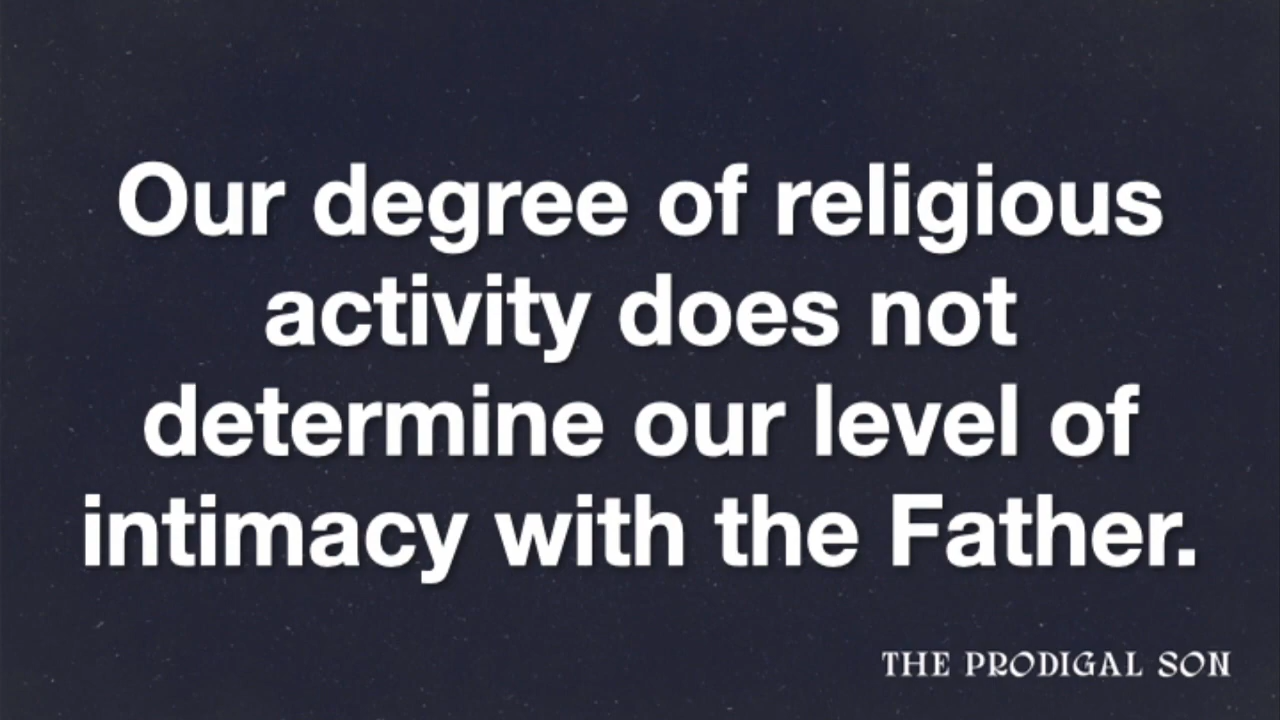 Our degree of religious
activity does not
determine our level of
intimacy with the Father.
THE PRODIGAL SON